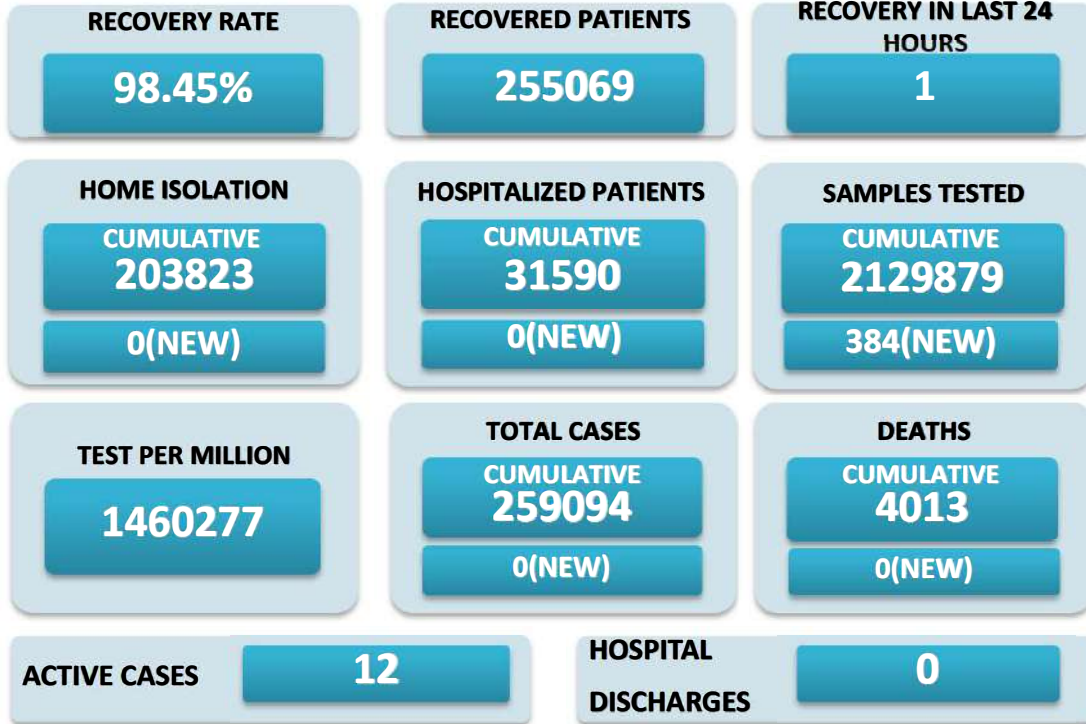 RECOVERY RATE
98.45%
RECOVERED PATIENTS
255069
RECOVERY IN LAST 24
HOURS
1
HOME ISOLATION
CUMULATIVE
203823
0(NEW)
HOSPITALIZED PATIENTS
CUMULATIVE
31590
0(NEW)
SAMPLES TESTED
CUMULATIVE
2129879
384(NEW)
TEST PER MILLION
1460277
TOTAL CASES
CUMULATIVE
259094
0(NEW)
DEATHS
CUMULATIVE
4013
0(NEW)
ACTIVE CASES
12
HOSPITAL
DISCHARGES
0